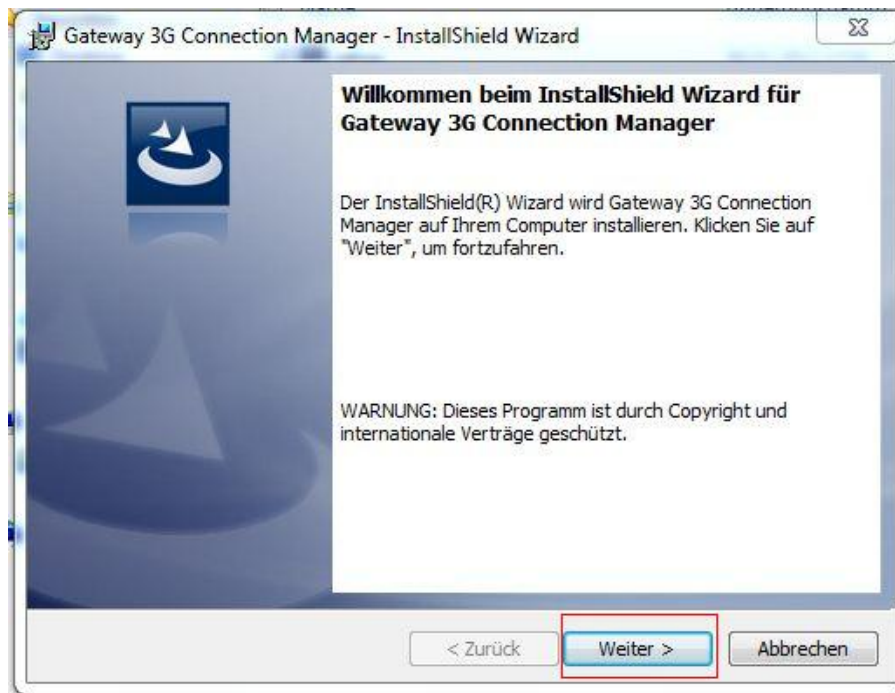 Gateway 3G Connection Manager - InstallShield Wizard
Willkommen beim InstallShield Wizard für
Gateway 3G Connection Manager
Der InstallShield(R) Wizard wird Gateway 3G Connection
Manager auf Ihrem Computer installieren. Klicken Sie auf
"Weiter", um fortzufahren.
WARNUNG: Dieses Programm ist durch Copyright und
internationale Verträge geschützt.
< Zurück
Weiter >
Abbrechen